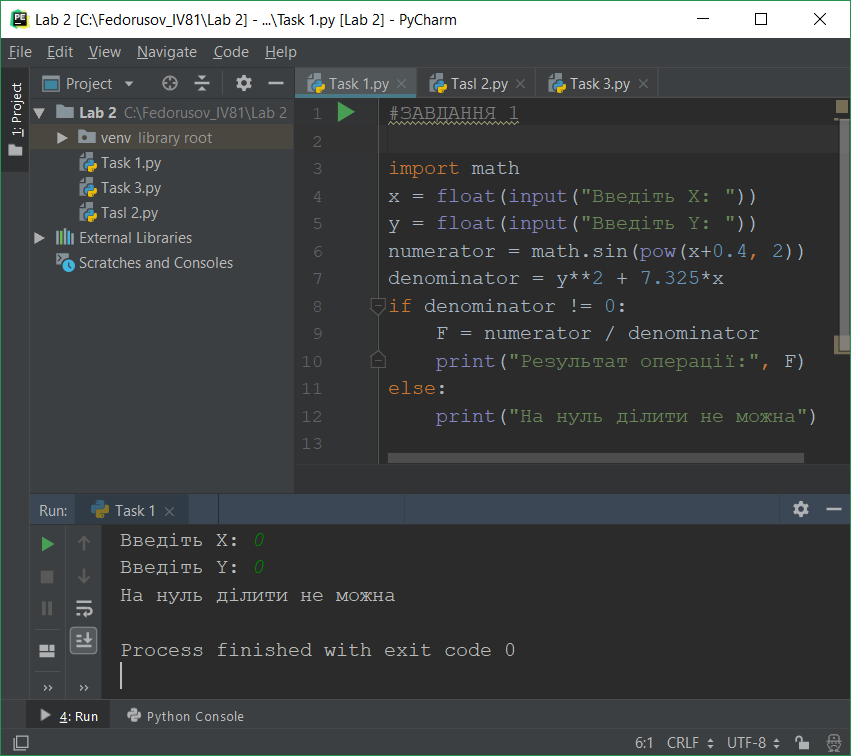 Lab 2 [C:\Fedorusov_IV81\Lab 2] - ...\Task 1.py [Lab 2] - PyCharm
File Edit View Navigate Code Help
Project
Task 1.py
Tasl 2.py
Task 3.py
1: Project
Lab 2 C:\Fedorusov_IV81\Lab 2
venv library root
Task 1.py
Task 3.py
Tasl 2.py
External Libraries
Scratches and Consoles
1 #ЗАВДАННЯ 1
2
3 import math
4 x = float(input("Введіть X: "))
5 y = float(input("Введіть Y: "))
6 numerator = math.sin(pow(x+0.4, 2))
7 denominator = y**2 + 7.325*x
8 if denominator != 0:
9 F = numerator / denominator
10 print("Результат операції:", F)
11 else:
12 print("На нуль ділити не можна")
13
Run: Task 1
Введіть X: 0
Введіть Y: 0
На нуль ділити не можна
Process finished with exit code 0
4: Run Python Console
6:1 CRLF UTF-8